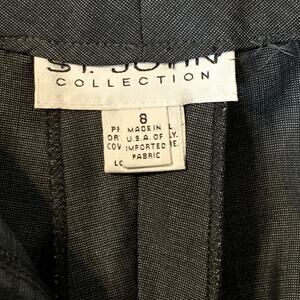 ST. JOHN
COLLECTION
8
MADE IN
U.S.A. OF
IMPORTED
FABRIC